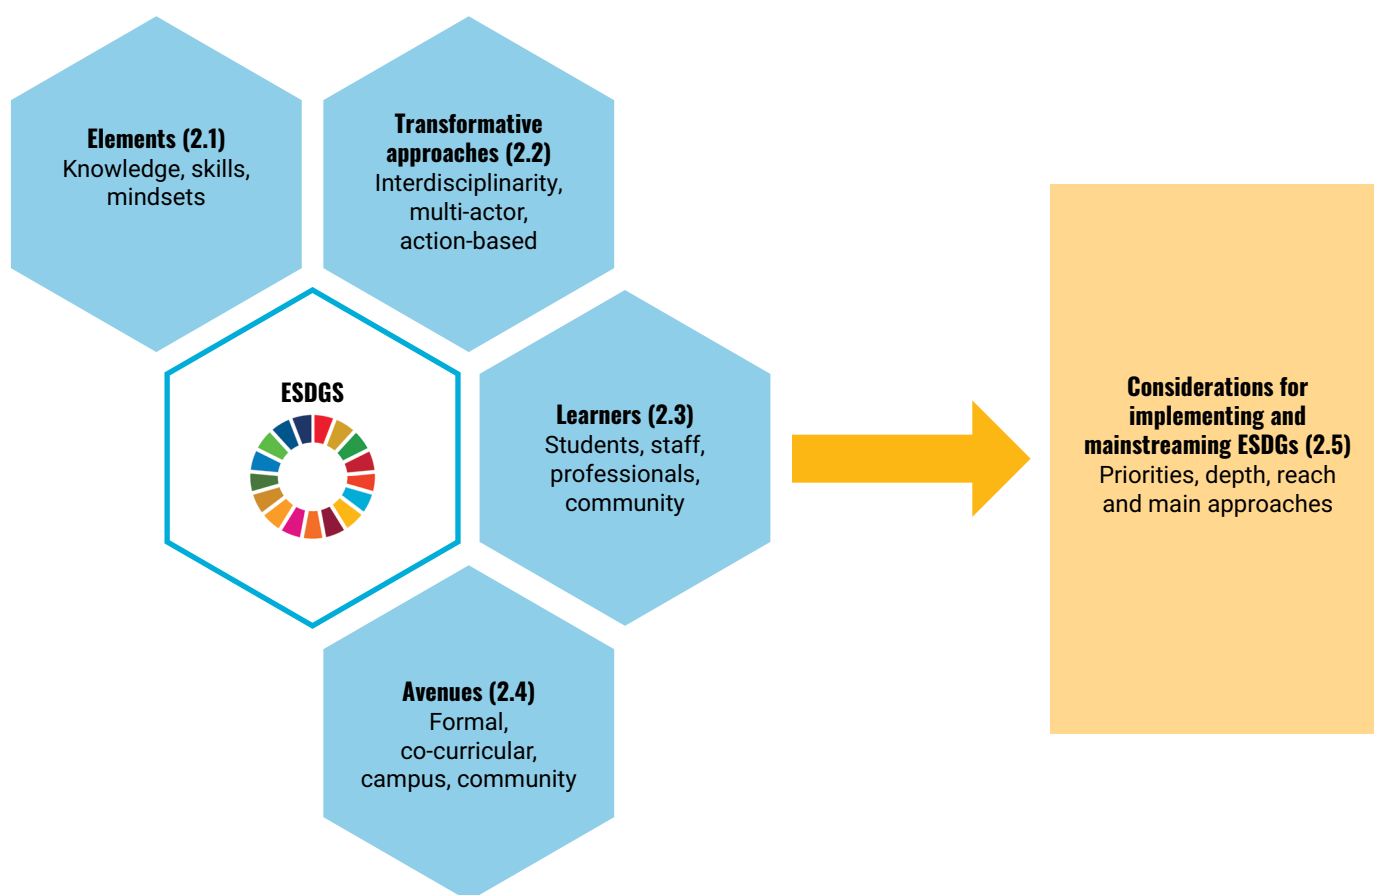 Elements (2.1)
Knowledge, skills,
mindsets
Transformative
approaches (2.2)
Interdisciplinarity,
multi-actor,
action-based
ESDGS
Learners (2.3)
Students, staff,
professionals,
community
Avenues (2.4)
Formal,
co-curricular,
campus, community
Considerations for
implementing and
mainstreaming ESDGs (2.5)
Priorities, depth, reach
and main approaches